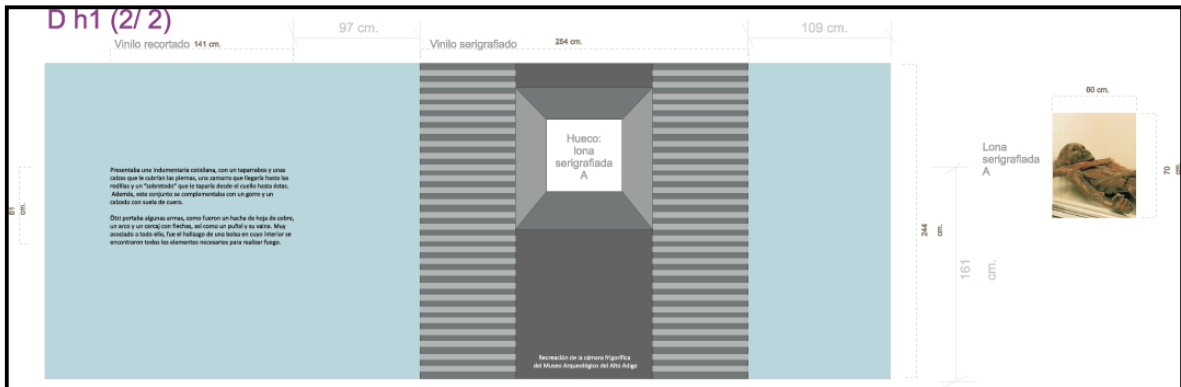 D h1 (2/ 2)
97 cm.
109 cm.
Vinilo recortado 141 cm.
Vinilo serigrafiado
254 cm.
60 cm.
Hueco:
lona
serigrafiada
A
Lona
serigrafiada
A
70
cm.
Presentaba una indumentaria cotidiana, con un taparrabos y unas
calzas que le cubrían las piernas, una zamarra que llegaría hasta las
rodillas y un "sobretodo" que le taparía desde el cuello hasta éstas.
Además, este conjunto se complementaba con un gorro y un
calzado con suela de cuero.
Ötzi portaba algunas armas, como fueron un hacha de hoja de cobre,
un arco y un carcaj con flechas, así como un puñal y su vaina. Muy
asociado a todo ello, fue el hallazgo de una bolsa en cuyo interior se
encontraron todos los elementos necesarios para realizar fuego.
61
cm.
244
cm.
161
cm.
Recreación de la cámara frigorífica
del Museo Arqueológico del Alto Adige